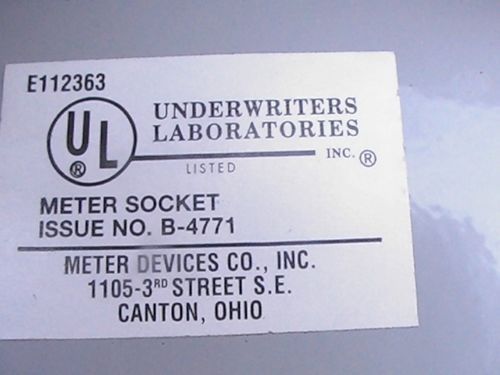 E112363
UL®
UNDERWRITERS
LABORATORIES
INC.®
LISTED
METER SOCKET
ISSUE NO. B-4771
METER DEVICES CO., INC.
1105-3RD STREET S.E.
CANTON, OHIO